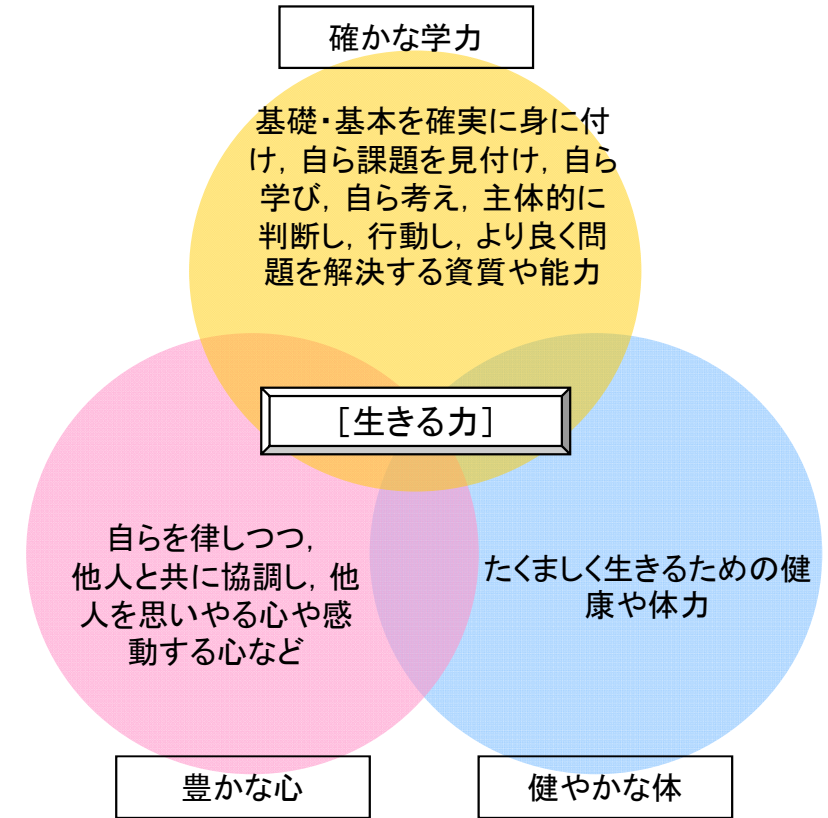 確かな学力
基礎・基本を確実に身に付
け，自ら課題を見付け，自ら
学び，自ら考え，主体的に
判断し，行動し，より良く問
題を解決する資質や能力
［生きる力］
自らを律しつつ，
他人と共に協調し，他
人を思いやる心や感
動する心など
たくましく生きるための健
康や体力
豊かな心
健やかな体